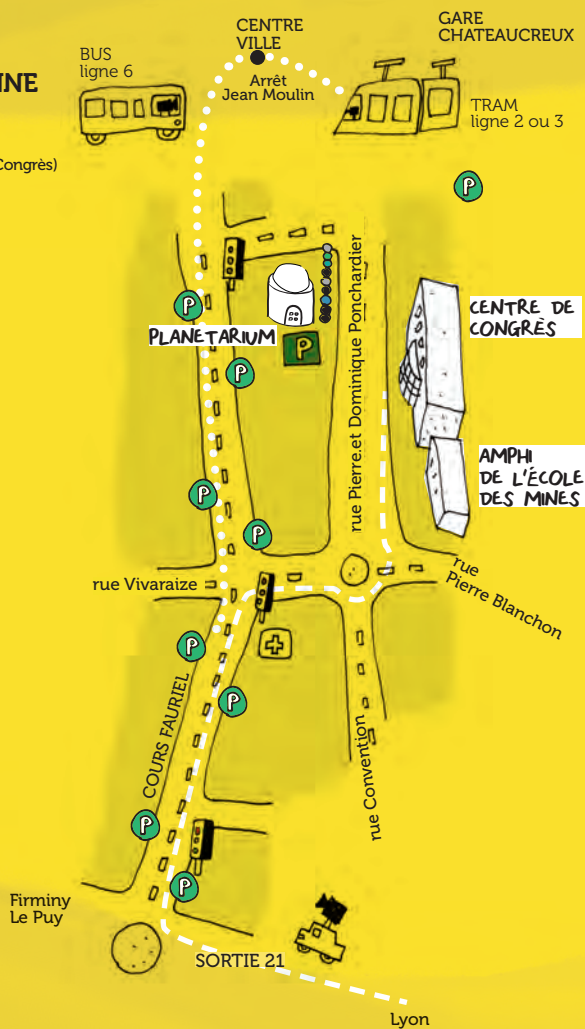 NNE
Congrès)
BUS
ligne 6
CENTRE
VILLE
Arrêt
Jean Moulin
GARE
CHATEAUCREUX
TRAM
ligne 2 ou 3
P
P
PLANETARIUM
P
P
rue Pierre et Dominique Ponchardier
CENTRE DE
CONGRÈS
AMPHI
DE L'ÉCOLE
DES MINES
P
P
rue Vivaraize
rue
Pierre Blanchon
P
P
COURS FAURIEL
rue Convention
P
P
Firminy
Le Puy
SORTIE 21
Lyon